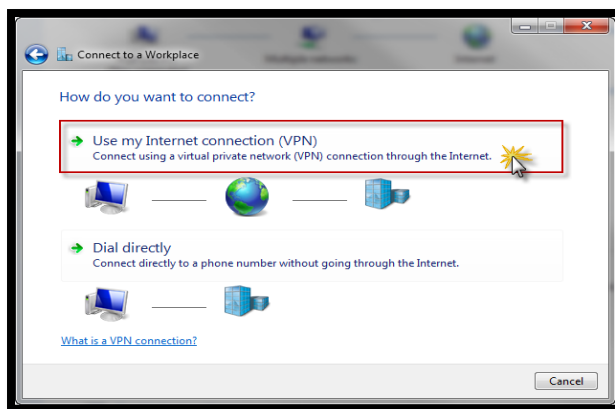 Connect to a Workplace
How do you want to connect?
Use my Internet connection (VPN)
Connect using a virtual private network (VPN) connection through the Internet.
Dial directly
Connect directly to a phone number without going through the Internet.
What is a VPN connection?
Cancel